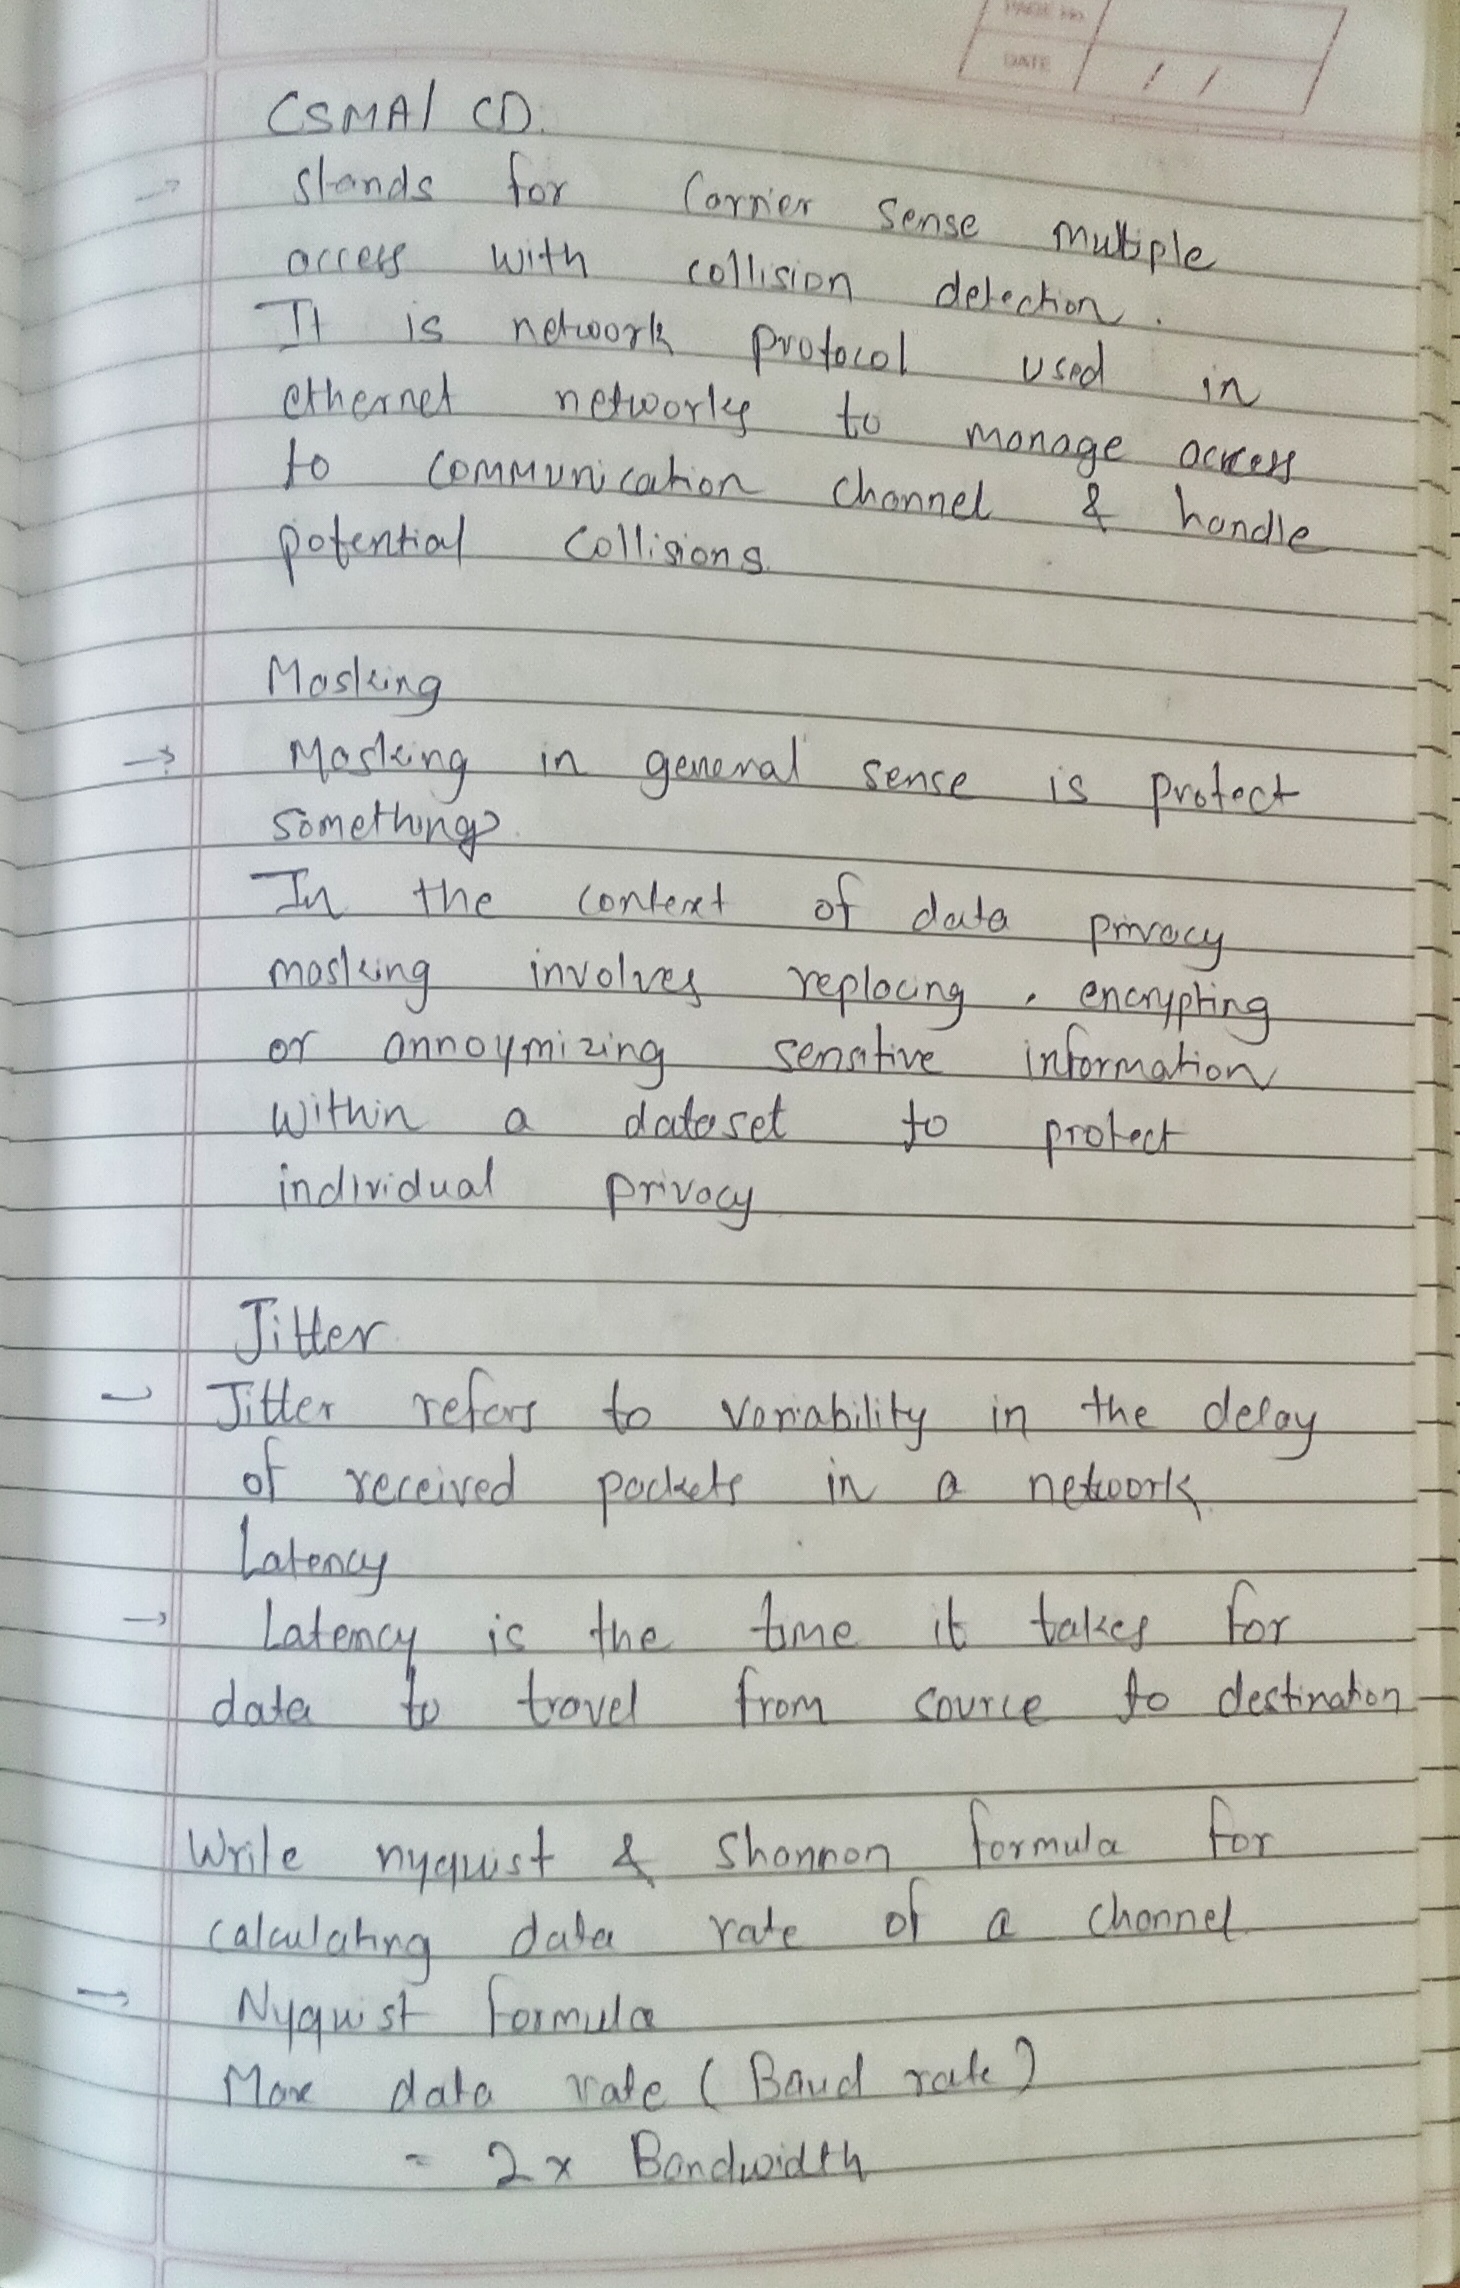 PAGE No.
DATE / /
CSMA/ CD.
→ stands for Carrier Sense multiple
access with collision detection.
It is network protocol used in
ethernet networks to manage access
to communication channel & handle
potential collisions.
Masking
→ Masking in general sense is protect
something.
In the context of data privacy
masking involves replacing, encrypting
or annoymizing sensitive information
within a dataset to protect
individual privacy
Jitter
→ Jitter refers to variability in the delay
of received packets in a network.
Latency
→ Latency is the time it takes for
data to travel from source to destination
Write nyquist & Shannon formula for
calculating data rate of a channel
→ Nyquist formula
Max data rate (Baud rate)
= 2 x Bandwidth